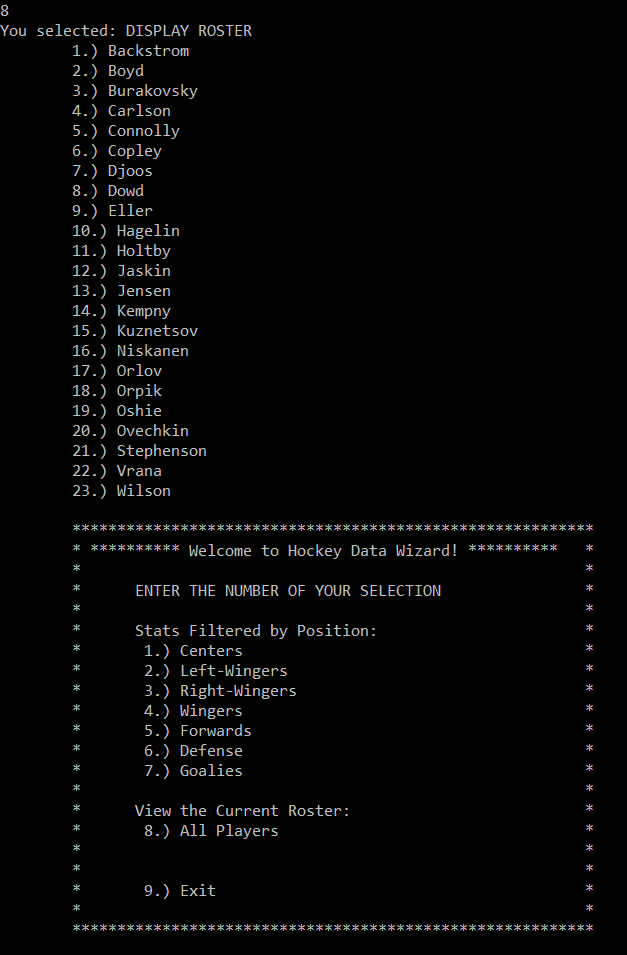 8
You selected: DISPLAY ROSTER
1.) Backstrom
2.) Boyd
3.) Burakovsky
4.) Carlson
5.) Connolly
6.) Copley
7.) Djoos
8.) Dowd
9.) Eller
10.) Hagelin
11.) Holtby
12.) Jaskin
13.) Jensen
14.) Kempny
15.) Kuznetsov
16.) Niskanen
17.) Orlov
18.) Orpik
19.) Oshie
20.) Ovechkin
21.) Stephenson
22.) Vrana
23.) Wilson
**********************************************************
* ********** Welcome to Hockey Data Wizard! **********   *
*                                                        *
*      ENTER THE NUMBER OF YOUR SELECTION                *
*                                                        *
*      Stats Filtered by Position:                       *
*       1.) Centers                                      *
*       2.) Left-Wingers                                 *
*       3.) Right-Wingers                                *
*       4.) Wingers                                      *
*       5.) Forwards                                     *
*       6.) Defense                                      *
*       7.) Goalies                                      *
*                                                        *
*      View the Current Roster:                          *
*       8.) All Players                                  *
*                                                        *
*                                                        *
*       9.) Exit                                         *
*                                                        *
**********************************************************